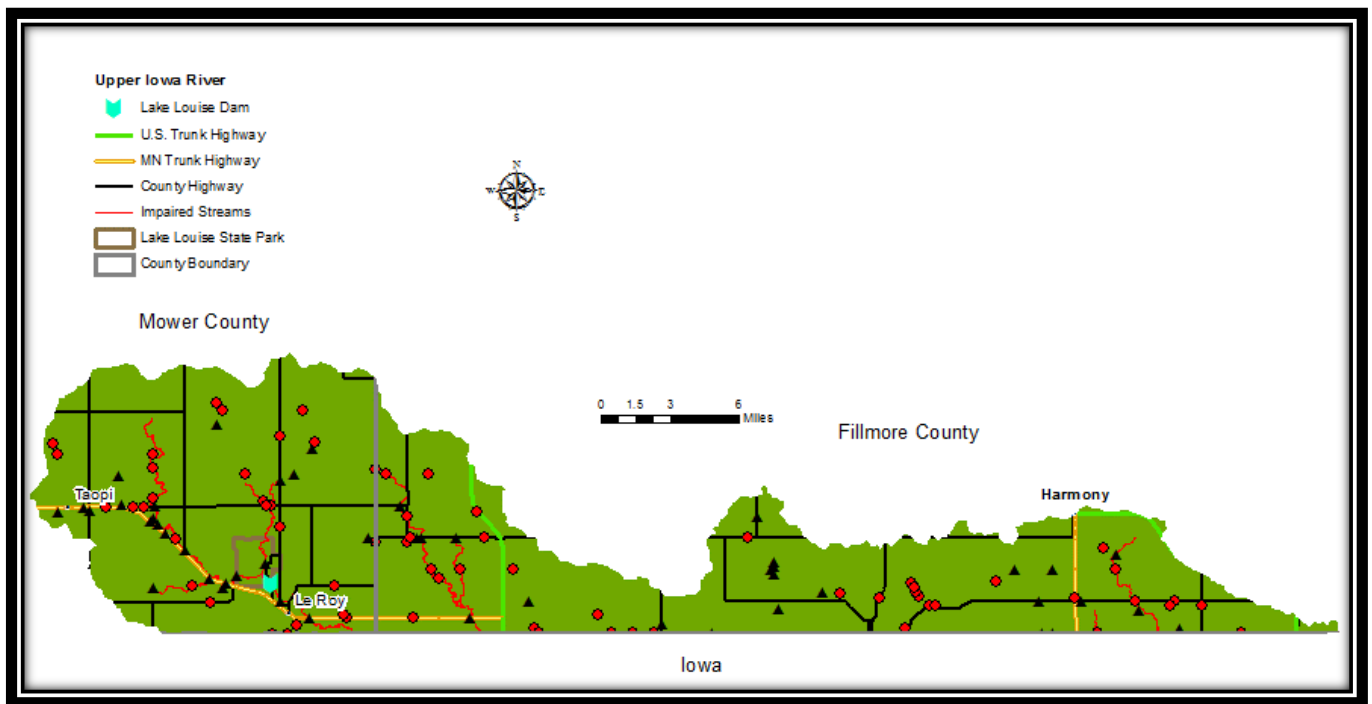 Upper Iowa River
Lake Louise Dam
U.S. Trunk Highway
MN Trunk Highway
County Highway
Impaired Streams
Lake Louise State Park
County Boundary
N
W E
S
Mower County
0 1.5 3 6
Miles
Fillmore County
Taopi
Harmony
Le Roy
Iowa